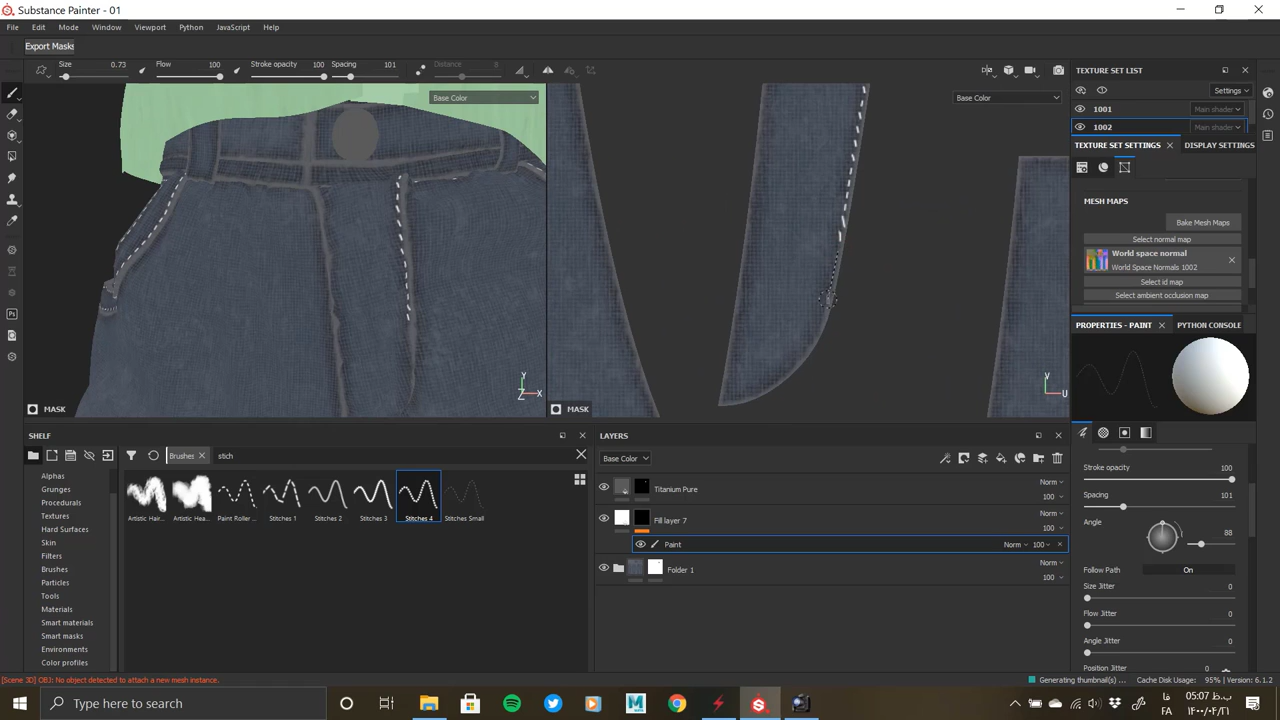 Substance Painter - 01
File Edit Mode Window Viewport Python JavaScript Help
Export Masks
Size 0.73 Flow 100 Stroke opacity 100 Spacing 101 Distance 8
Base Color
Base Color
MASK
MASK
Y
Z X
V
U
TEXTURE SET LIST
Settings
1001 Main shader
1002 Main shader
TEXTURE SET SETTINGS DISPLAY SETTINGS
MESH MAPS
Bake Mesh Maps
Select normal map
World space normal
World Space Normals 1002
Select id map
Select ambient occlusion map
PROPERTIES - PAINT PYTHON CONSOLE
Stroke opacity 100
Spacing 101
Angle
88
Follow Path On
Size Jitter 0
Flow Jitter 0
Angle Jitter 0
Position Jitter 0
SHELF
Brushes stich
Alphas
Grunges
Procedurals
Textures
Hard Surfaces
Skin
Filters
Brushes
Particles
Tools
Materials
Smart materials
Smart masks
Environments
Color profiles
Artistic Hair... Artistic Hea... Paint Roller ... Stitches 1 Stitches 2 Stitches 3 Stitches 4 Stitches Small
LAYERS
Base Color
Titanium Pure Norm 100
Fill layer 7 Norm 100
Paint Norm 100
Folder 1 Norm 100
[Scene 3D] OBJ: No object detected to attach a new mesh instance.
Generating thumbnail(s) ... Cache Disk Usage: 95% | Version: 6.1.2
Type here to search
Ps
فا
FA
05:07 ب.ظ